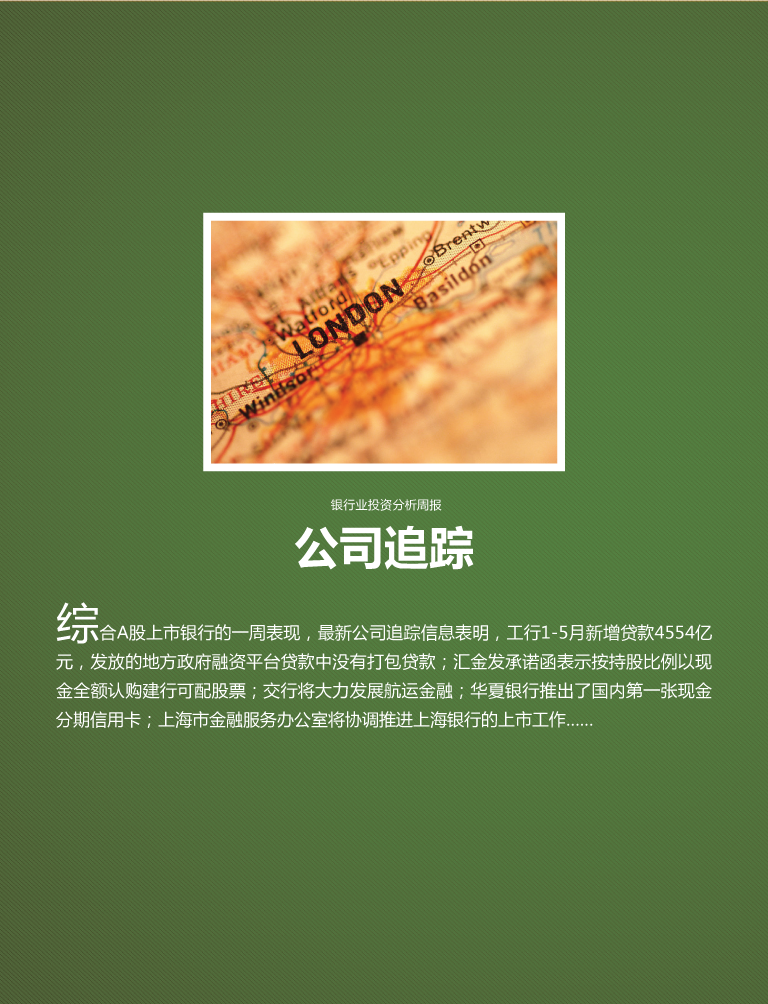 Brentw
Epping
Basildon
St. Albans
Watford
LONDON
Windsor
银行业投资分析周报
公司追踪
综合A股上市银行的一周表现，最新公司追踪信息表明，工行1-5月新增贷款4554亿
元，发放的地方政府融资平台贷款中没有打包贷款；汇金发承诺函表示按持股比例以现
金全额认购建行可配股票；交行将大力发展航运金融；华夏银行推出了国内第一张现金
分期信用卡；上海市金融服务办公室将协调推进上海银行的上市工作……